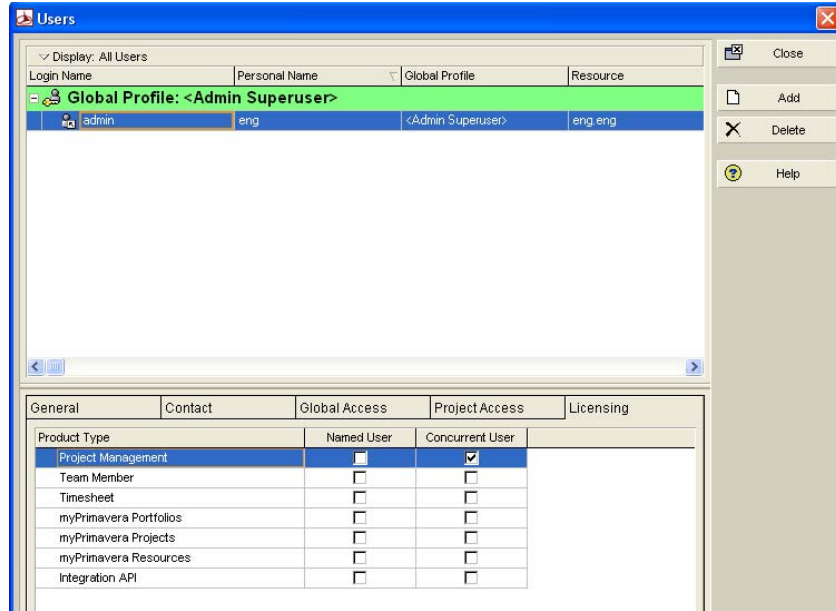 Users
Display: All Users
Close
Login Name Personal Name Global Profile Resource
Global Profile: <Admin Superuser>
Add
admin eng <Admin Superuser> eng.eng
Delete
Help
General Contact Global Access Project Access Licensing
Product Type Named User Concurrent User
Project Management
Team Member
Timesheet
myPrimavera Portfolios
myPrimavera Projects
myPrimavera Resources
Integration API